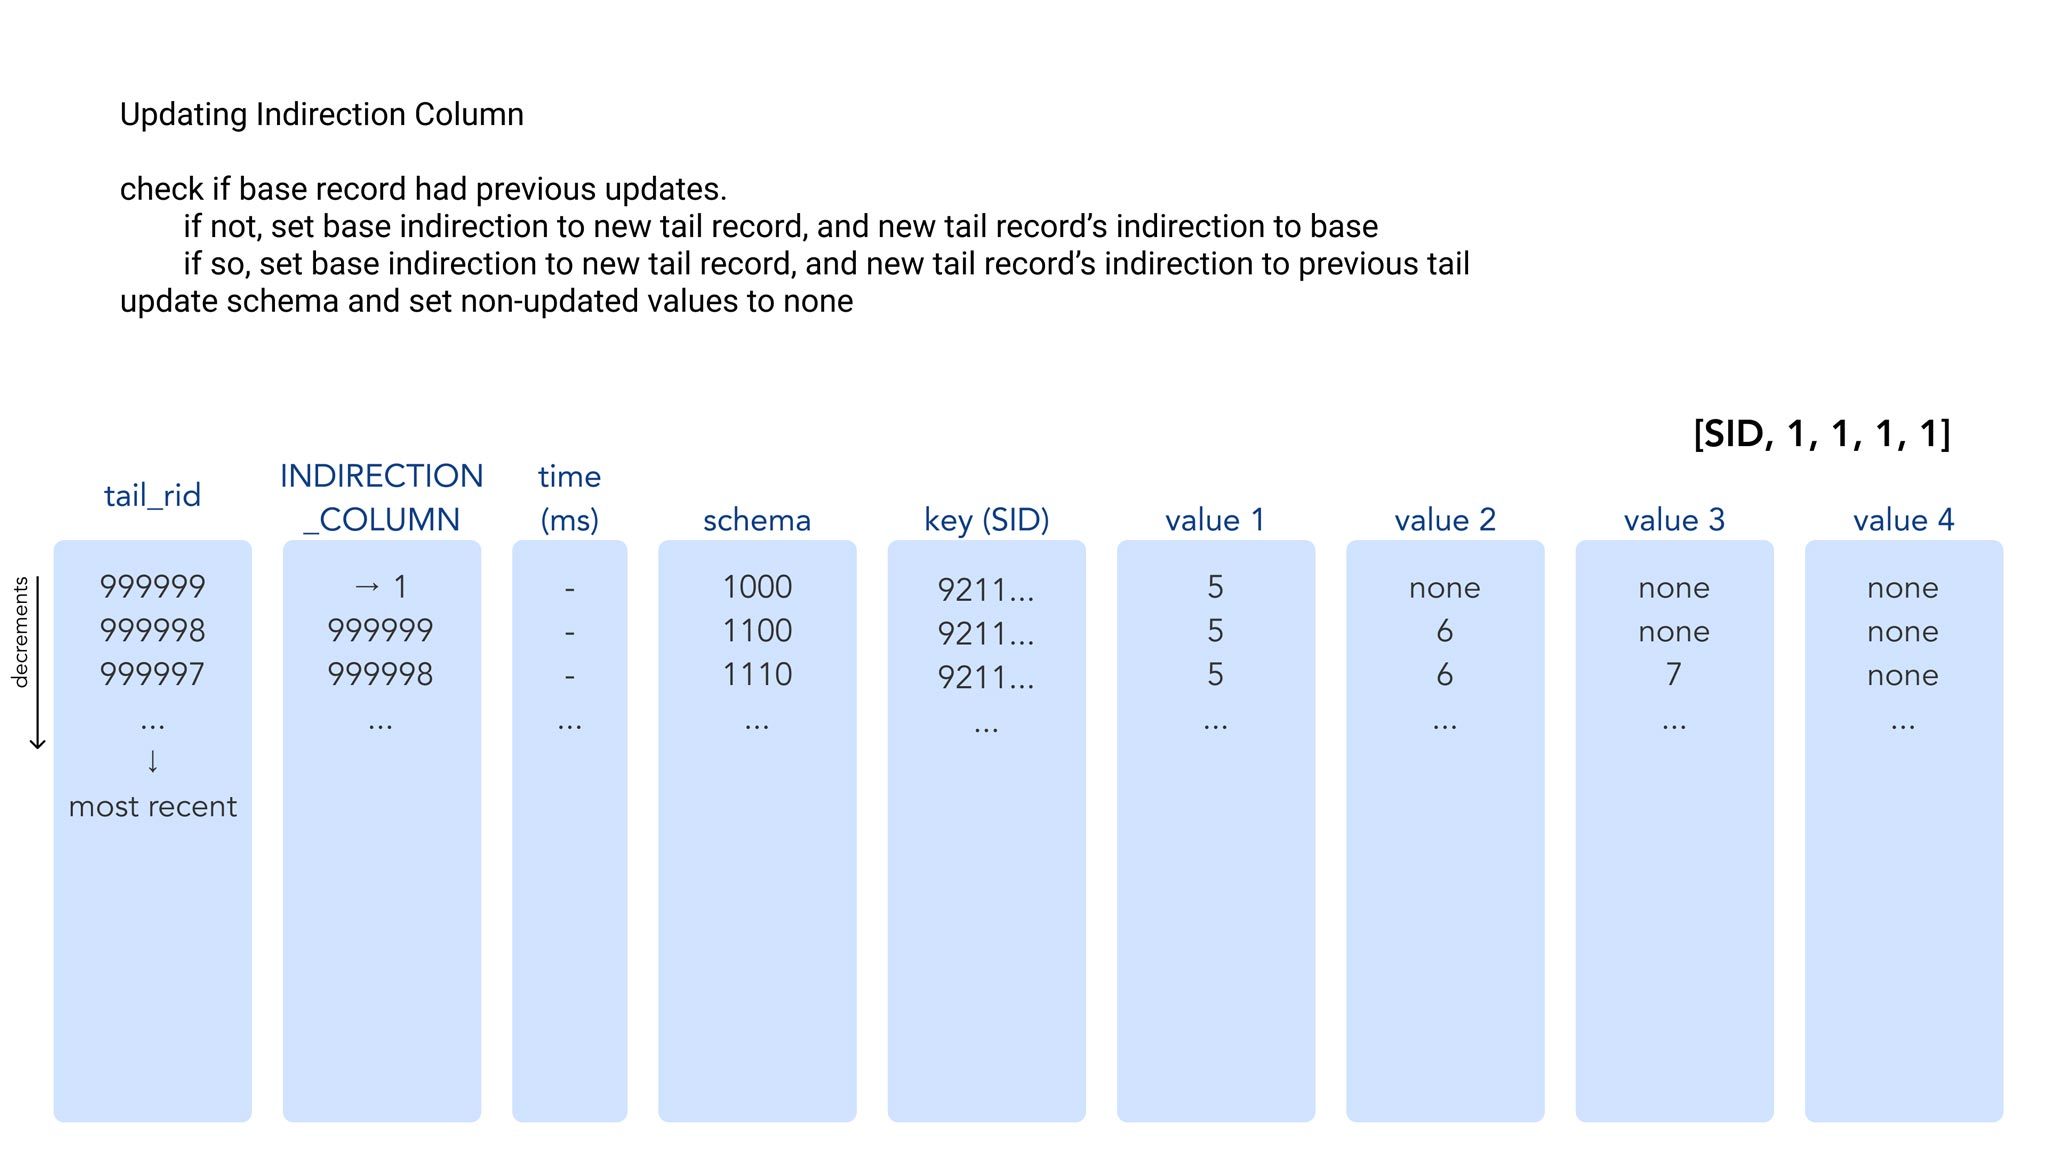 Updating Indirection Column
check if base record had previous updates.
if not, set base indirection to new tail record, and new tail record’s indirection to base
if so, set base indirection to new tail record, and new tail record’s indirection to previous tail
update schema and set non-updated values to none
[SID, 1, 1, 1, 1]
tail_rid INDIRECTION _COLUMN time (ms) schema key (SID) value 1 value 2 value 3 value 4
decrements
999999 → 1 - 1000 9211... 5 none none none
999998 999999 - 1100 9211... 5 6 none none
999997 999998 - 1110 9211... 5 6 7 none
... ... ... ... ... ... ... ... ...
↓
most recent